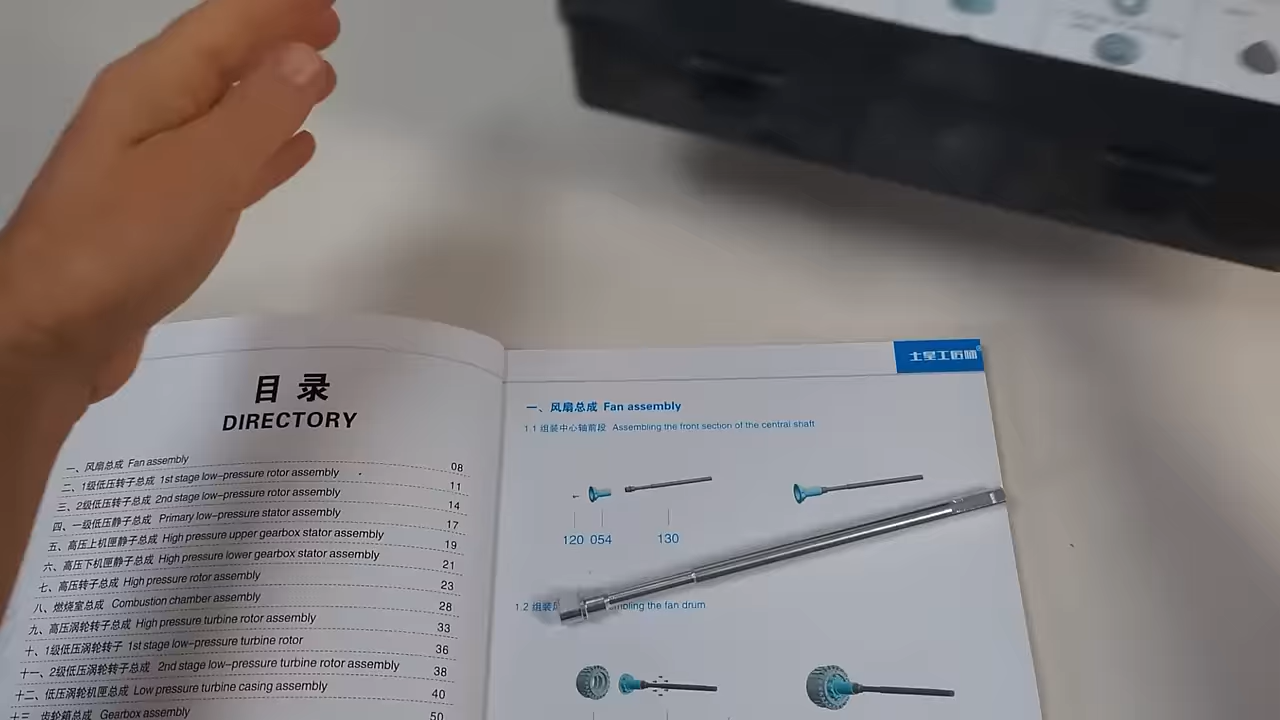 目录
DIRECTORY
一、风扇总成 Fan assembly 08
二、1级低压转子总成 1st stage low-pressure rotor assembly 11
三、2级低压转子总成 2nd stage low-pressure rotor assembly 14
四、一级低压静子总成 Primary low-pressure stator assembly 17
五、高压上机匣静子总成 High pressure upper gearbox stator assembly 19
六、高压下机匣静子总成 High pressure lower gearbox stator assembly 21
七、高压转子总成 High pressure rotor assembly 23
八、燃烧室总成 Combustion chamber assembly 28
九、高压涡轮转子总成 High pressure turbine rotor assembly 33
十、1级低压涡轮转子 1st stage low-pressure turbine rotor 36
十一、2级低压涡轮转子总成 2nd stage low-pressure turbine rotor assembly 38
十二、低压涡轮机匣总成 Low pressure turbine casing assembly 40
十三、齿轮箱总成 Gearbox assembly 50
土星工匠师
一、风扇总成 Fan assembly
1.1 组装中心轴前段 Assembling the front section of the central shaft
120 054 130
1.2 组装 the fan drum